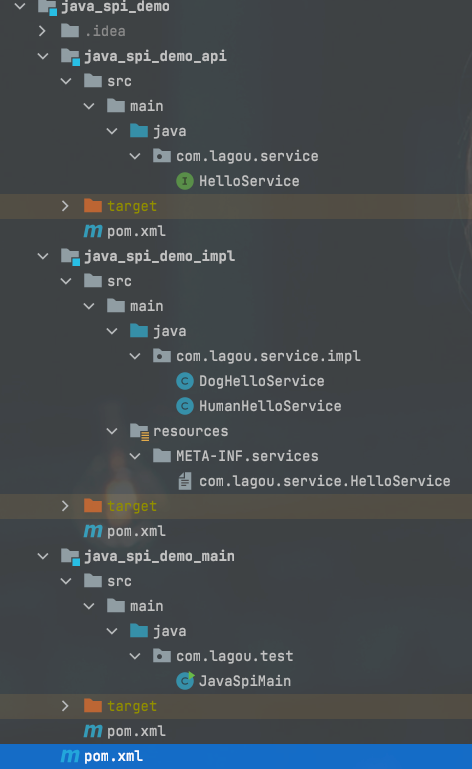 java_spi_demo
.idea
java_spi_demo_api
src
main
java
com.lagou.service
I HelloService
target
m pom.xml
java_spi_demo_impl
src
main
java
com.lagou.service.impl
C DogHelloService
C HumanHelloService
resources
META-INF.services
com.lagou.service.HelloService
target
m pom.xml
java_spi_demo_main
src
main
java
com.lagou.test
C JavaSpiMain
target
m pom.xml
m pom.xml